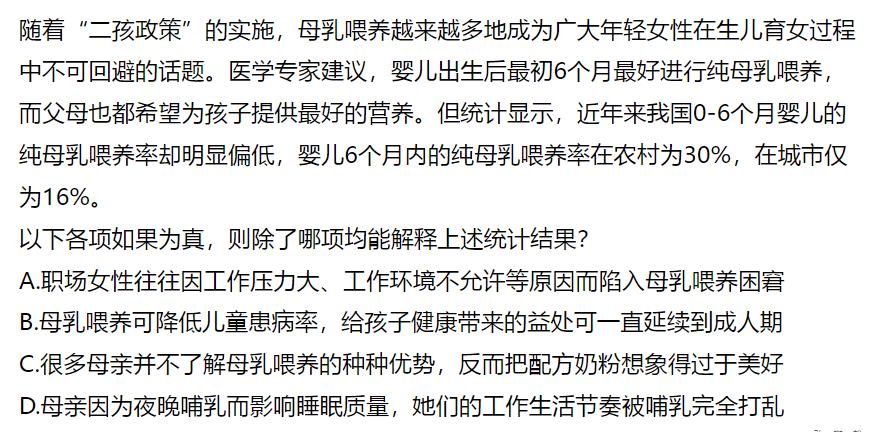 随着“二孩政策”的实施，母乳喂养越来越多地成为广大年轻女性在生儿育女过程
中不可回避的话题。医学专家建议，婴儿出生后最初6个月最好进行纯母乳喂养，
而父母也都希望为孩子提供最好的营养。但统计显示，近年来我国0-6个月婴儿的
纯母乳喂养率却明显偏低，婴儿6个月内的纯母乳喂养率在农村为30%，在城市仅
为16%。
以下各项如果为真，则除了哪项均能解释上述统计结果？
A.职场女性往往因工作压力大、工作环境不允许等原因而陷入母乳喂养困窘
B.母乳喂养可降低儿童患病率，给孩子健康带来的益处可一直延续到成人期
C.很多母亲并不了解母乳喂养的种种优势，反而把配方奶粉想象得过于美好
D.母亲因为夜晚哺乳而影响睡眠质量，她们的工作生活节奏被哺乳完全打乱